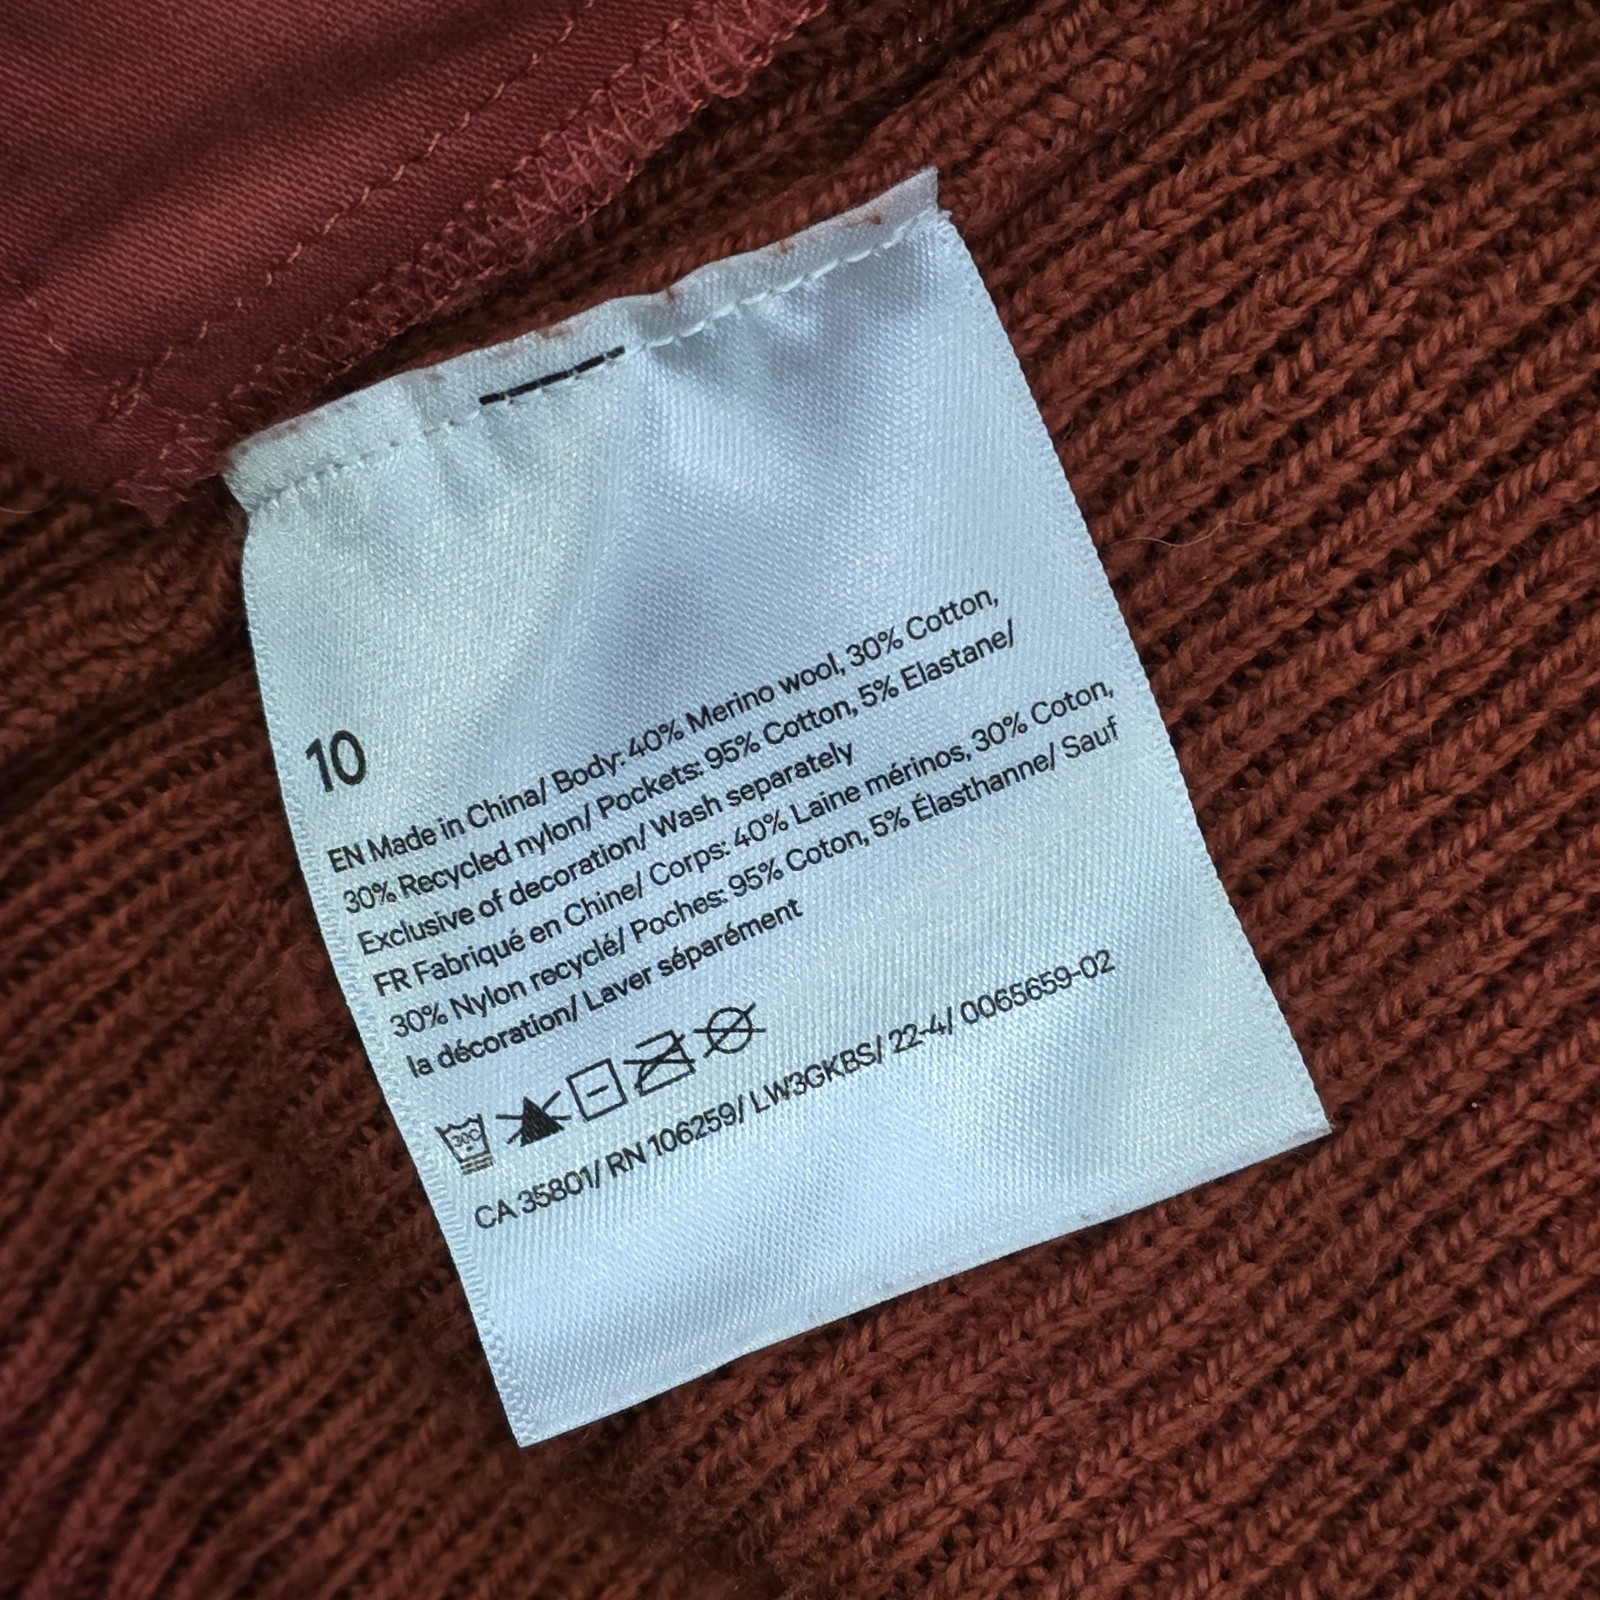 10
EN Made in China/ Body: 40% Merino wool, 30% Cotton,
30% Recycled nylon/ Pockets: 95% Cotton, 5% Elastane/
Exclusive of decoration/ Wash separately
FR Fabriqué en Chine/ Corps: 40% Laine mérinos, 30% Coton,
30% Nylon recyclé/ Poches: 95% Coton, 5% Élasthanne/ Sauf
la décoration/ Laver séparément
30C
CA 35801/ RN 106259/ LW3GKBS/ 22-4/ 0065659-02